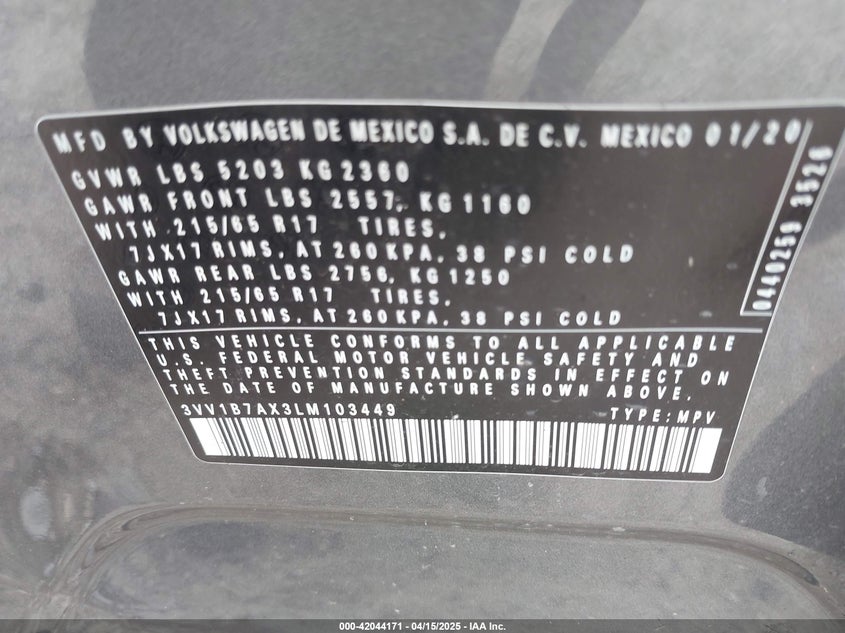 MFD BY VOLKSWAGEN DE MEXICO S.A. DE C.V. MEXICO 01/20
GVWR LBS 5203 KG 2360
GAWR FRONT LBS 2557, KG 1160
WITH 215/65 R17 TIRES,
7JX17 RIMS, AT 260 KPA, 38 PSI COLD
GAWR REAR LBS 2756, KG 1250
WITH 215/65 R17 TIRES,
7JX17 RIMS, AT 260 KPA, 38 PSI COLD
0440259 3526
THIS VEHICLE CONFORMS TO ALL APPLICABLE
U.S. FEDERAL MOTOR VEHICLE SAFETY AND
THEFT PREVENTION STANDARDS IN EFFECT ON
THE DATE OF MANUFACTURE SHOWN ABOVE.
3VV1B7AX3LM103449 TYPE: MPV
000-42044171 - 04/15/2025 - IAA Inc.